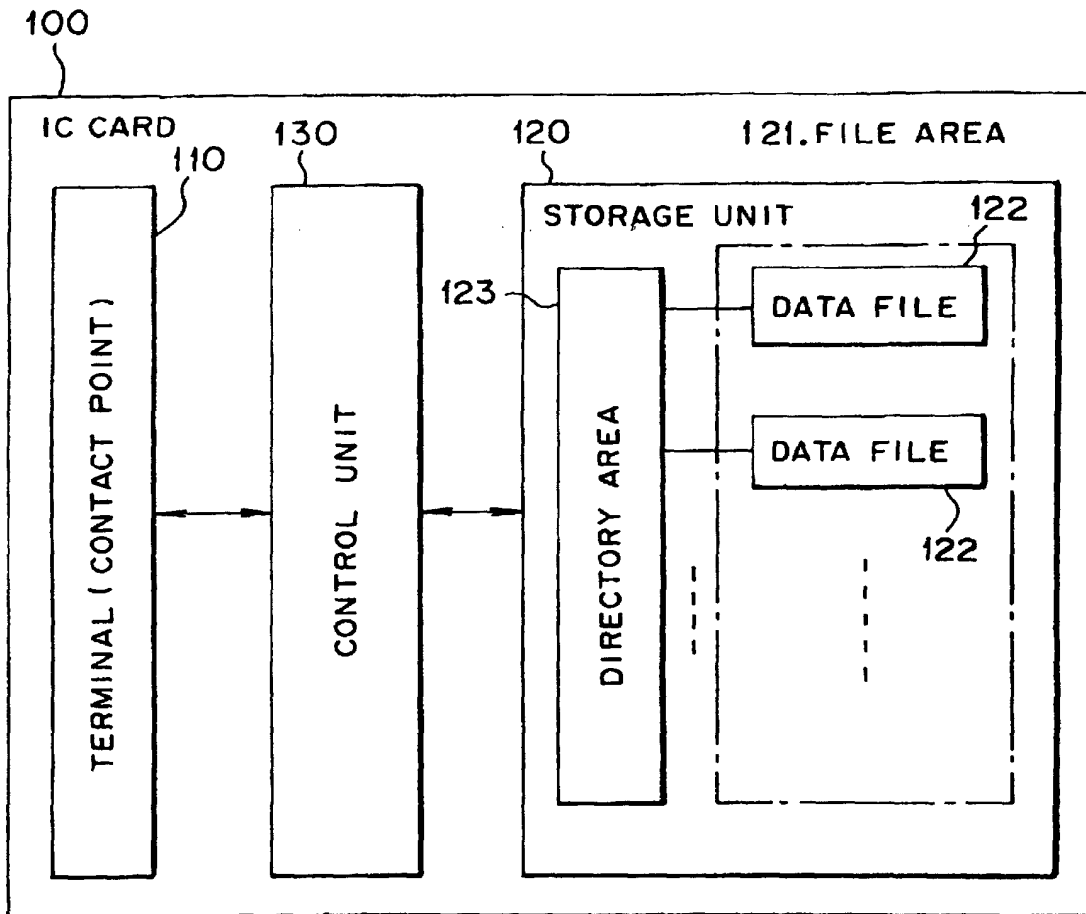 100
IC CARD
110
130
120
121. FILE AREA
STORAGE UNIT
122
123
DATA FILE
DATA FILE
122
TERMINAL ( CONTACT POINT)
CONTROL UNIT
DIRECTORY AREA